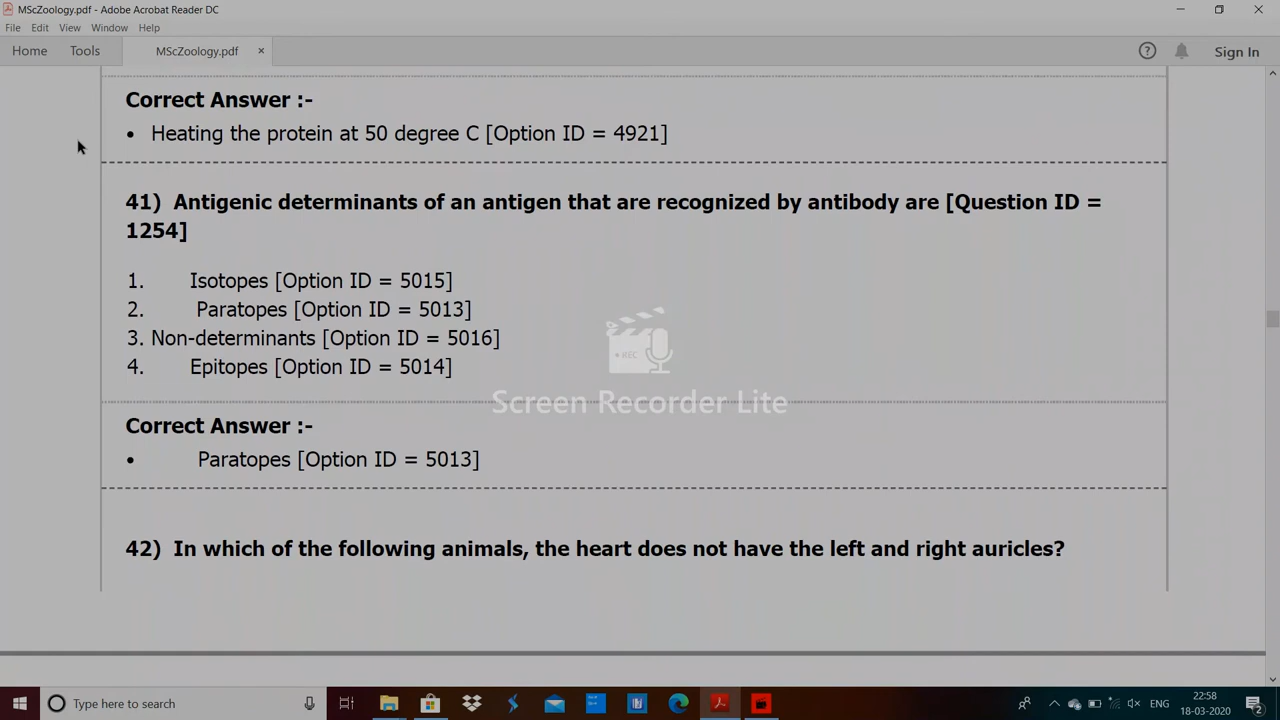 MScZoology.pdf - Adobe Acrobat Reader DC
File Edit View Window Help
Home Tools MScZoology.pdf × Sign In
Correct Answer :-
• Heating the protein at 50 degree C [Option ID = 4921]
41) Antigenic determinants of an antigen that are recognized by antibody are [Question ID =
1254]
1. Isotopes [Option ID = 5015]
2. Paratopes [Option ID = 5013]
3. Non-determinants [Option ID = 5016]
4. Epitopes [Option ID = 5014]
REC
Screen Recorder Lite
Correct Answer :-
• Paratopes [Option ID = 5013]
42) In which of the following animals, the heart does not have the left and right auricles?
Type here to search
ENG
22:58
18-03-2020
2